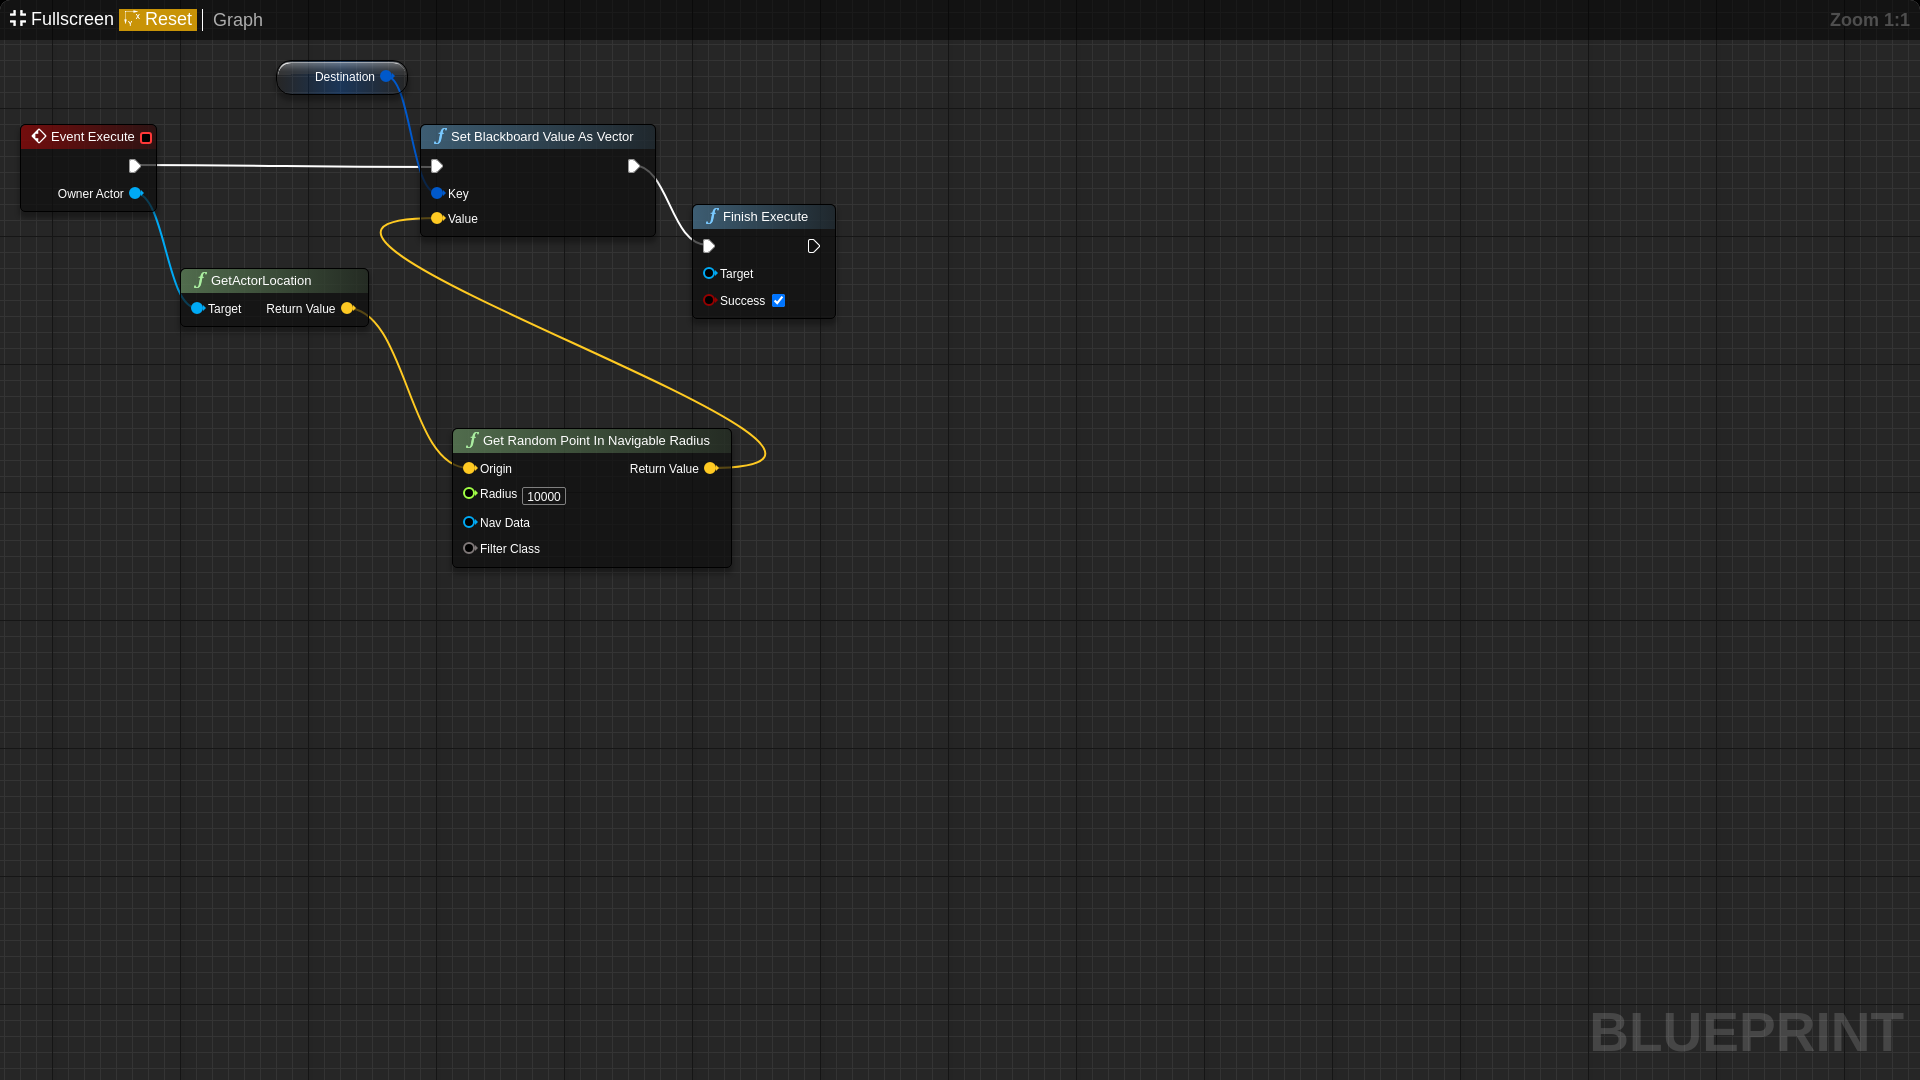 Fullscreen Reset Graph Zoom 1:1
Destination
Event Execute
Owner Actor
Set Blackboard Value As Vector
Key
Value
Finish Execute
Target
Success
GetActorLocation
Target Return Value
Get Random Point In Navigable Radius
Origin Return Value
Radius 10000
Nav Data
Filter Class
BLUEPRINT